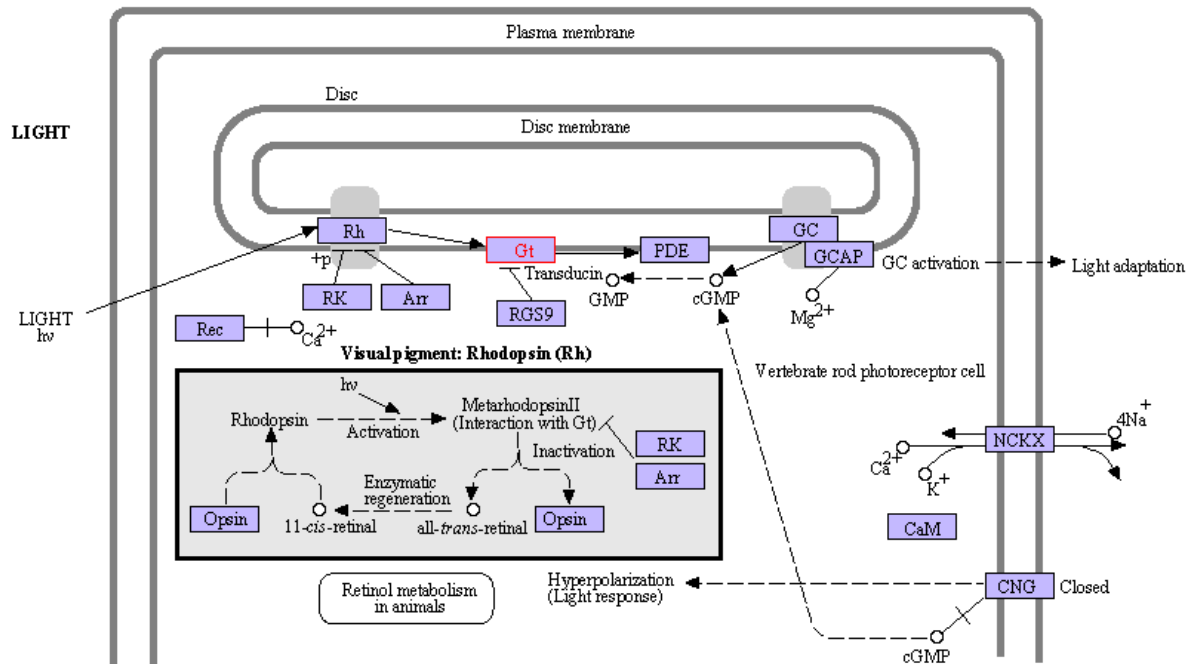 Plasma membrane
Disc
LIGHT
Disc membrane
Rh
GC
Gt
PDE
GCAP
+p
GC activation
Light adaptation
Transducin
RK
Arr
GMP
cGMP
RGS9
Mg2+
LIGHT
hν
Rec
Ca2+
Visual pigment: Rhodopsin (Rh)
Vertebrate rod photoreceptor cell
hν
Rhodopsin
MetarhodopsinII
(Interaction with Gt)
Activation
RK
Inactivation
Arr
Enzymatic
regeneration
Opsin
11-cis-retinal
all-trans-retinal
Opsin
4Na+
NCKX
Ca2+
K+
CaM
Retinol metabolism
in animals
Hyperpolarization
(Light response)
CNG
Closed
cGMP